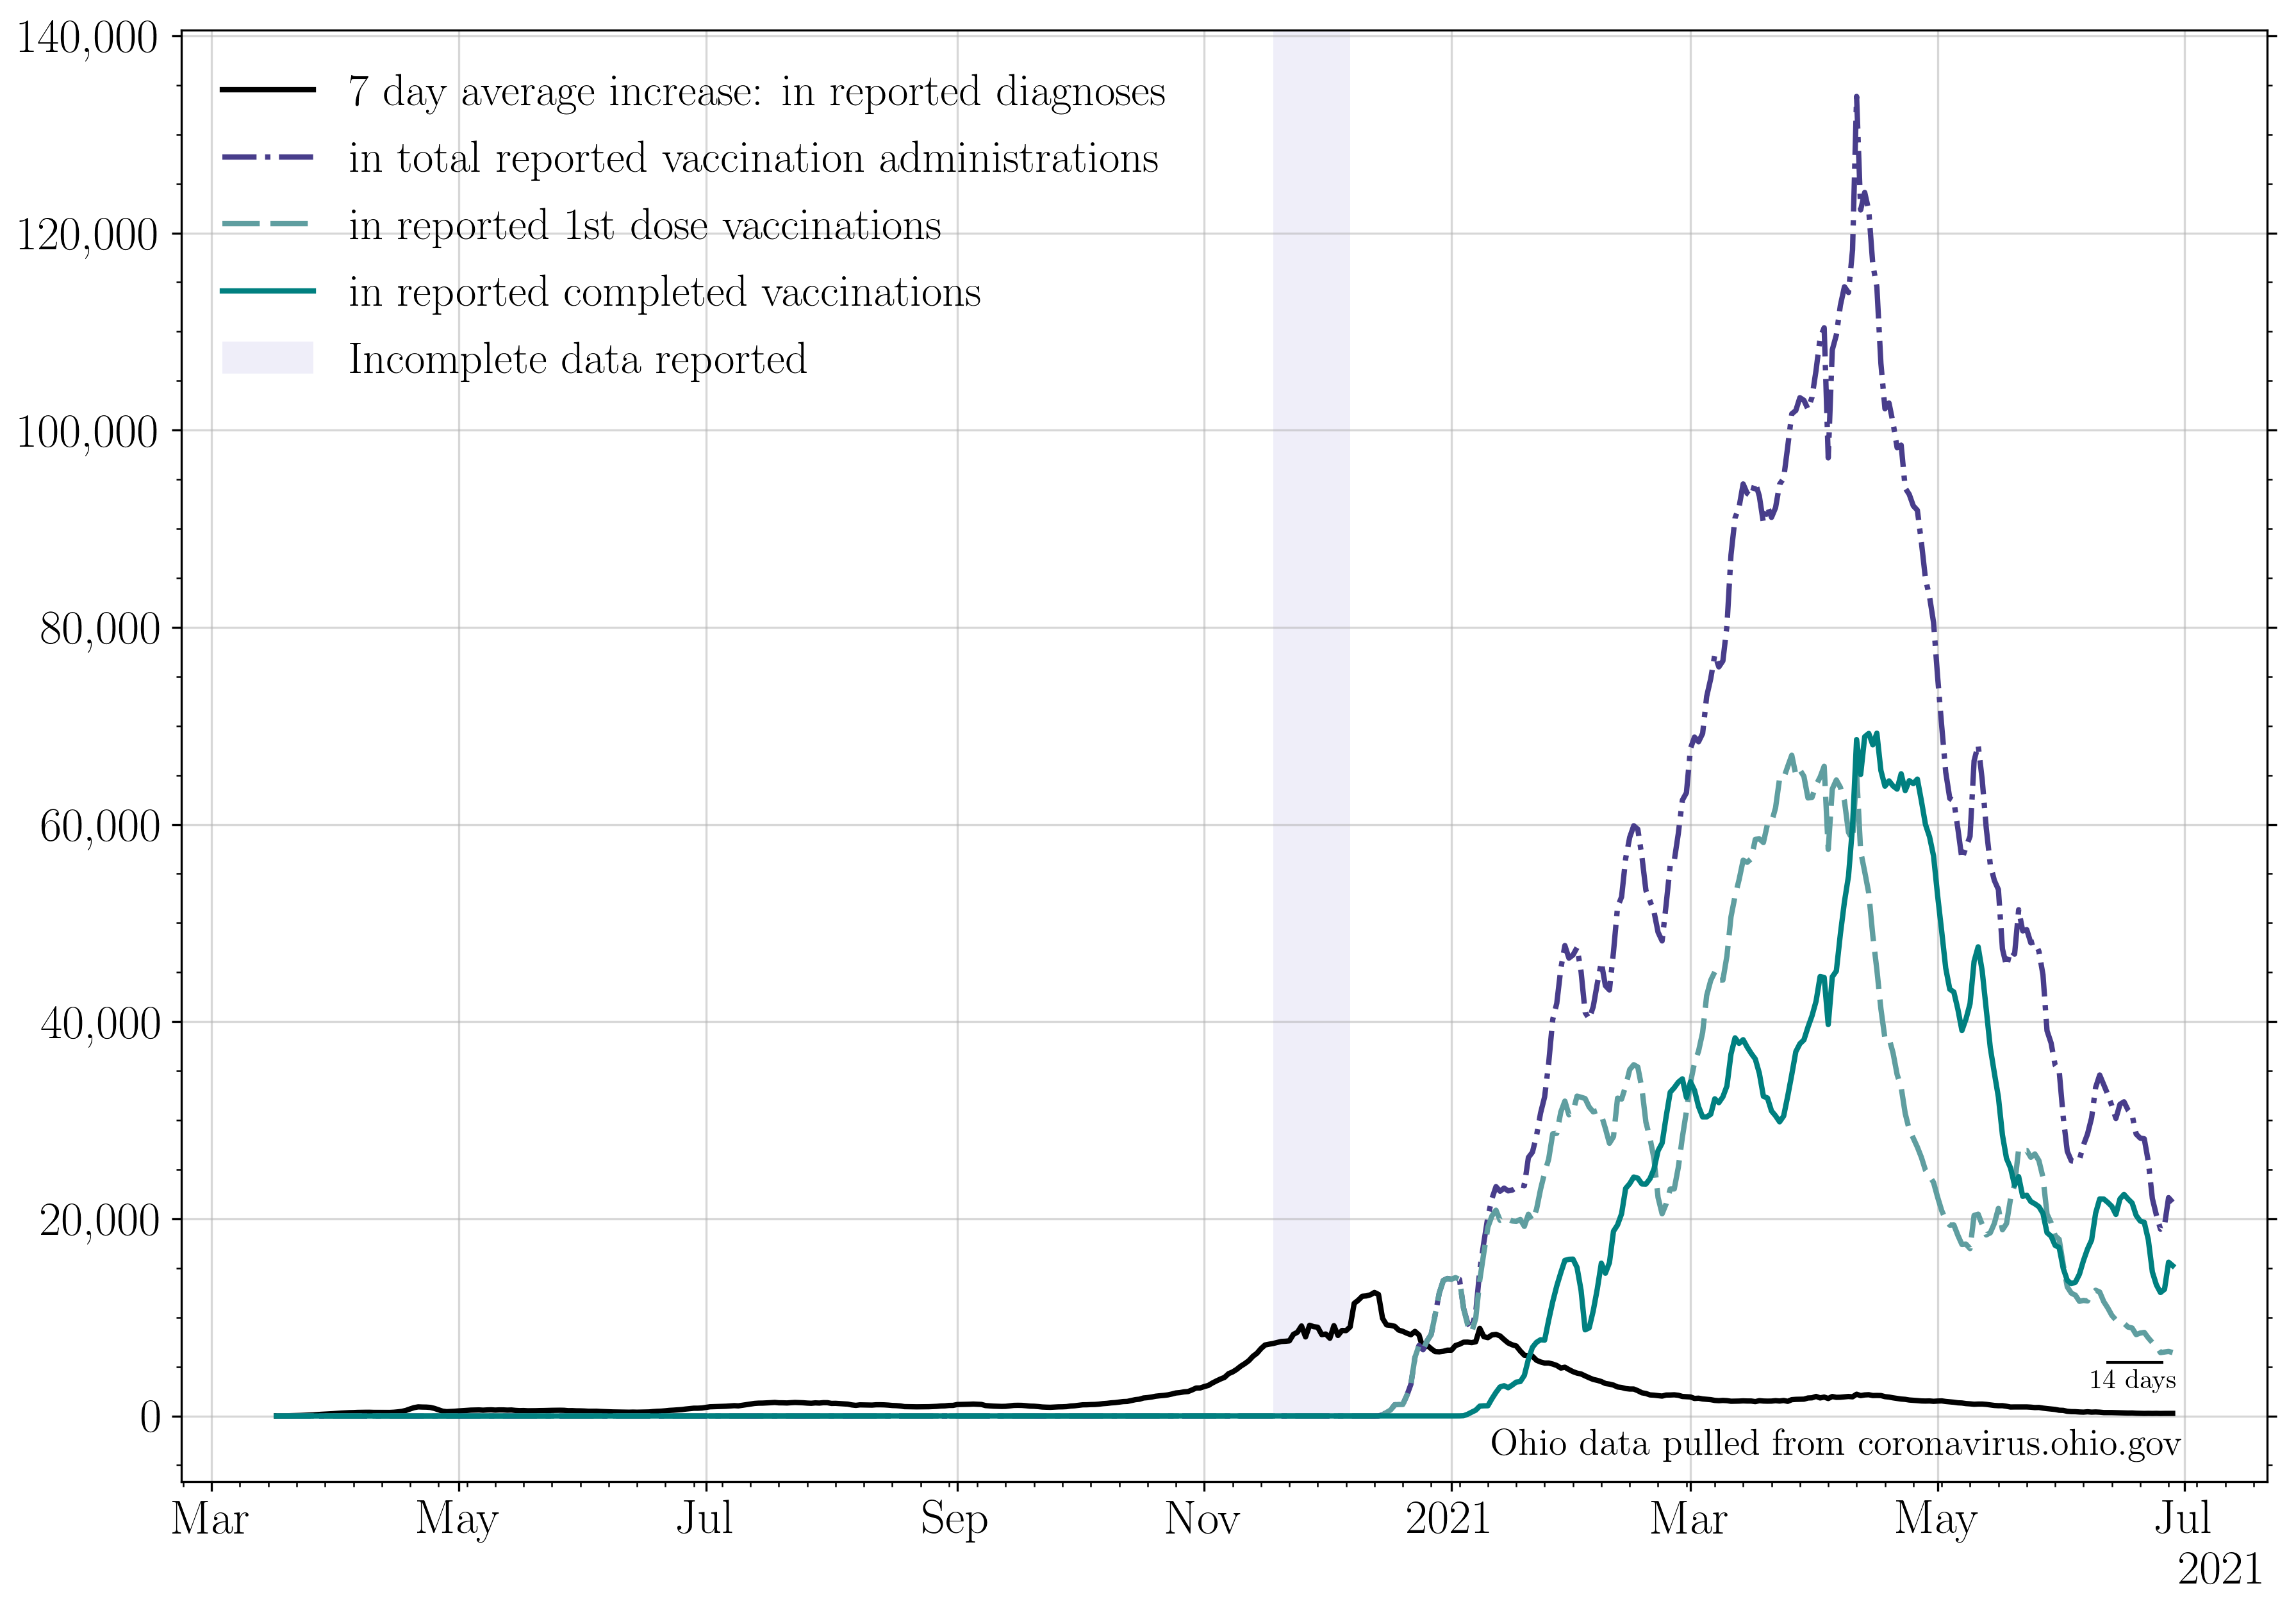 140,000
7 day average increase: in reported diagnoses
in total reported vaccination administrations
120,000
in reported 1st dose vaccinations
in reported completed vaccinations
Incomplete data reported
100,000
80,000
60,000
40,000
20,000
14 days
0
Ohio data pulled from coronavirus.ohio.gov
Mar May Jul Sep Nov 2021 Mar May Jul
2021